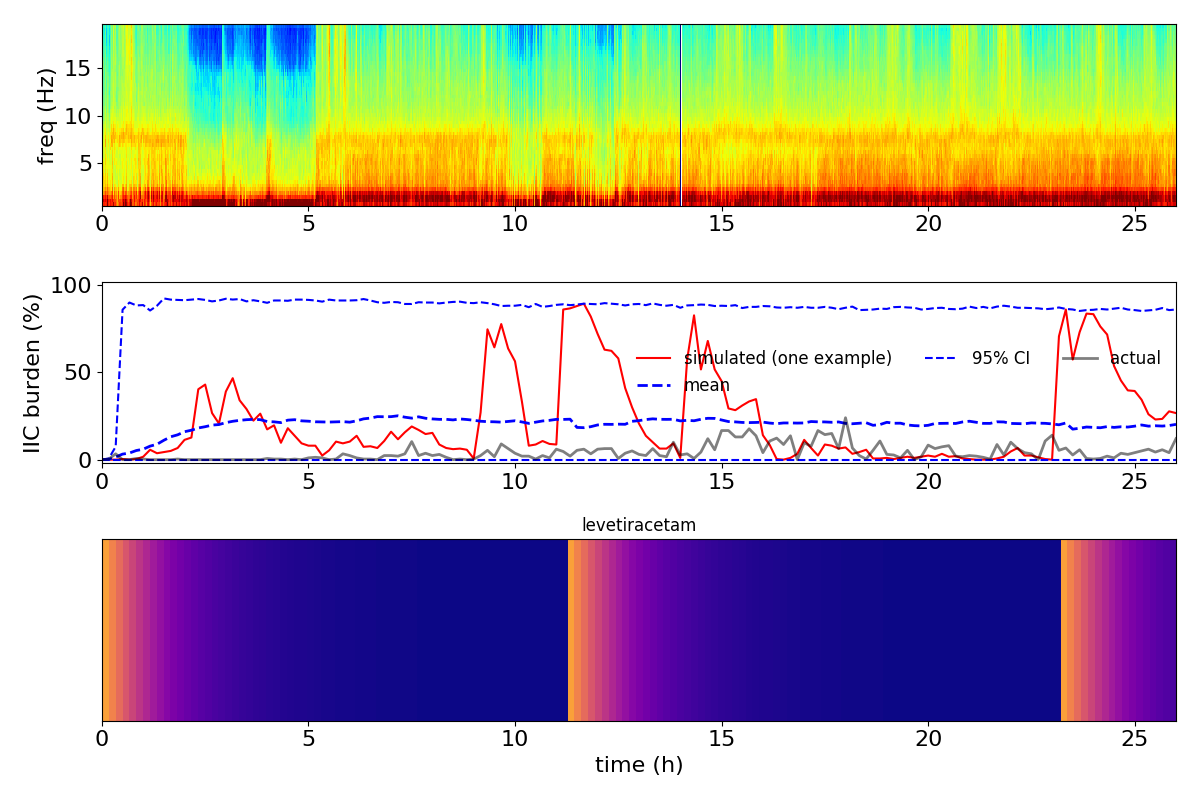 freq (Hz)
15
10
5
0 5 10 15 20 25
IIC burden (%)
100
50
0
simulated (one example) 95% CI actual
mean
0 5 10 15 20 25
levetiracetam
0 5 10 15 20 25
time (h)